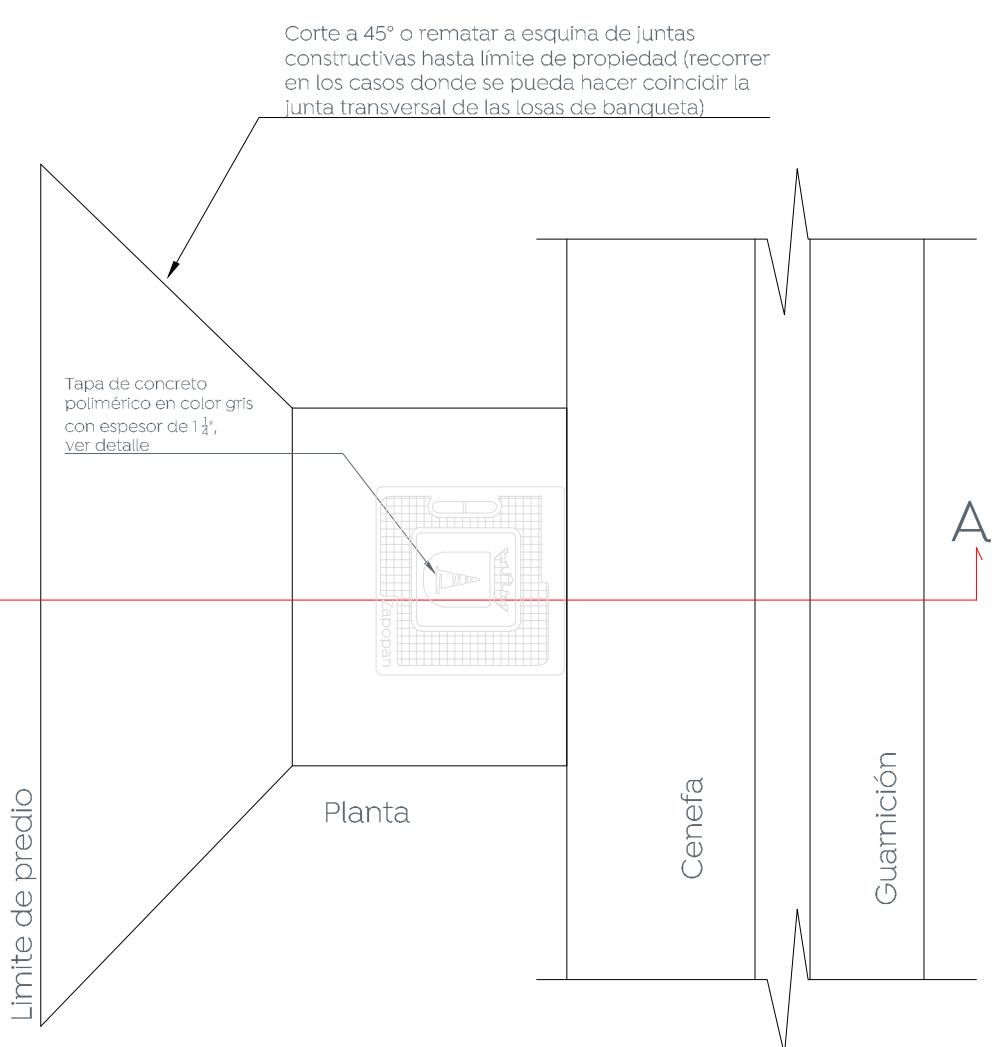 Corte a 45° o rematar a esquina de juntas
constructivas hasta límite de propiedad (recorrer
en los casos donde se pueda hacer coincidir la
junta transversal de las losas de banqueta)
Tapa de concreto
polimérico en color gris
con espesor de 1 1/4",
ver detalle
A
Zapopan
Planta
Cenefa
Guarnición
Limite de predio